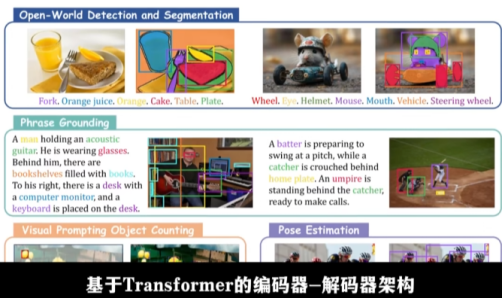 Open-World Detection and Segmentation
Fork. Orange juice. Orange. Cake. Table. Plate.
Wheel. Eye. Helmet. Mouse. Mouth. Vehicle. Steering wheel.
Phrase Grounding
A man holding an acoustic
guitar. He is wearing glasses.
Behind him, there are
bookshelves filled with books.
To his right, there is a desk with
a computer monitor, and a
keyboard is placed on the desk.
A batter is preparing to
swing at a pitch, while a
catcher is crouched behind
home plate. An umpire is
standing behind the catcher,
ready to make calls.
Visual Prompting Object Counting
Pose Estimation
基于Transformer的编码器-解码器架构